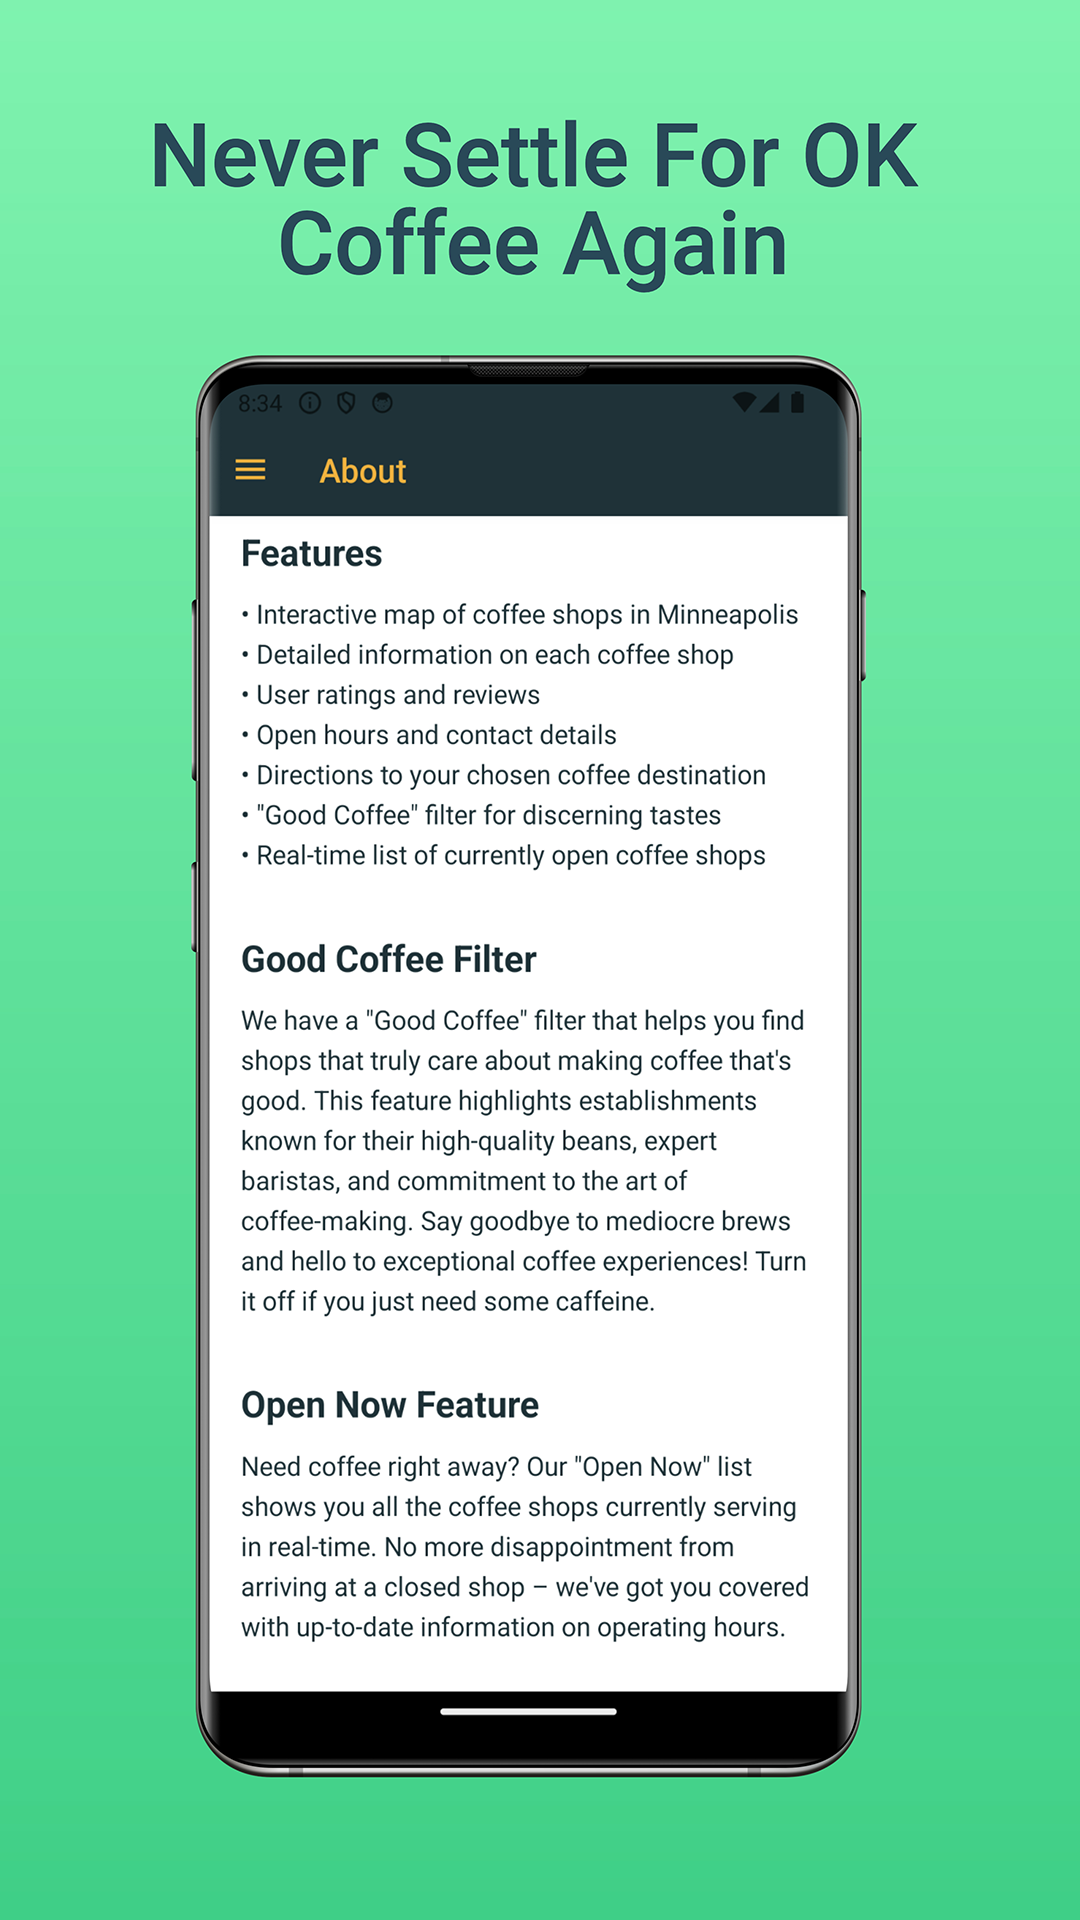 Never Settle For OK
Coffee Again
8:34
About
Features
• Interactive map of coffee shops in Minneapolis
• Detailed information on each coffee shop
• User ratings and reviews
• Open hours and contact details
• Directions to your chosen coffee destination
• "Good Coffee" filter for discerning tastes
• Real-time list of currently open coffee shops
Good Coffee Filter
We have a "Good Coffee" filter that helps you find
shops that truly care about making coffee that's
good. This feature highlights establishments
known for their high-quality beans, expert
baristas, and commitment to the art of
coffee-making. Say goodbye to mediocre brews
and hello to exceptional coffee experiences! Turn
it off if you just need some caffeine.
Open Now Feature
Need coffee right away? Our "Open Now" list
shows you all the coffee shops currently serving
in real-time. No more disappointment from
arriving at a closed shop – we've got you covered
with up-to-date information on operating hours.